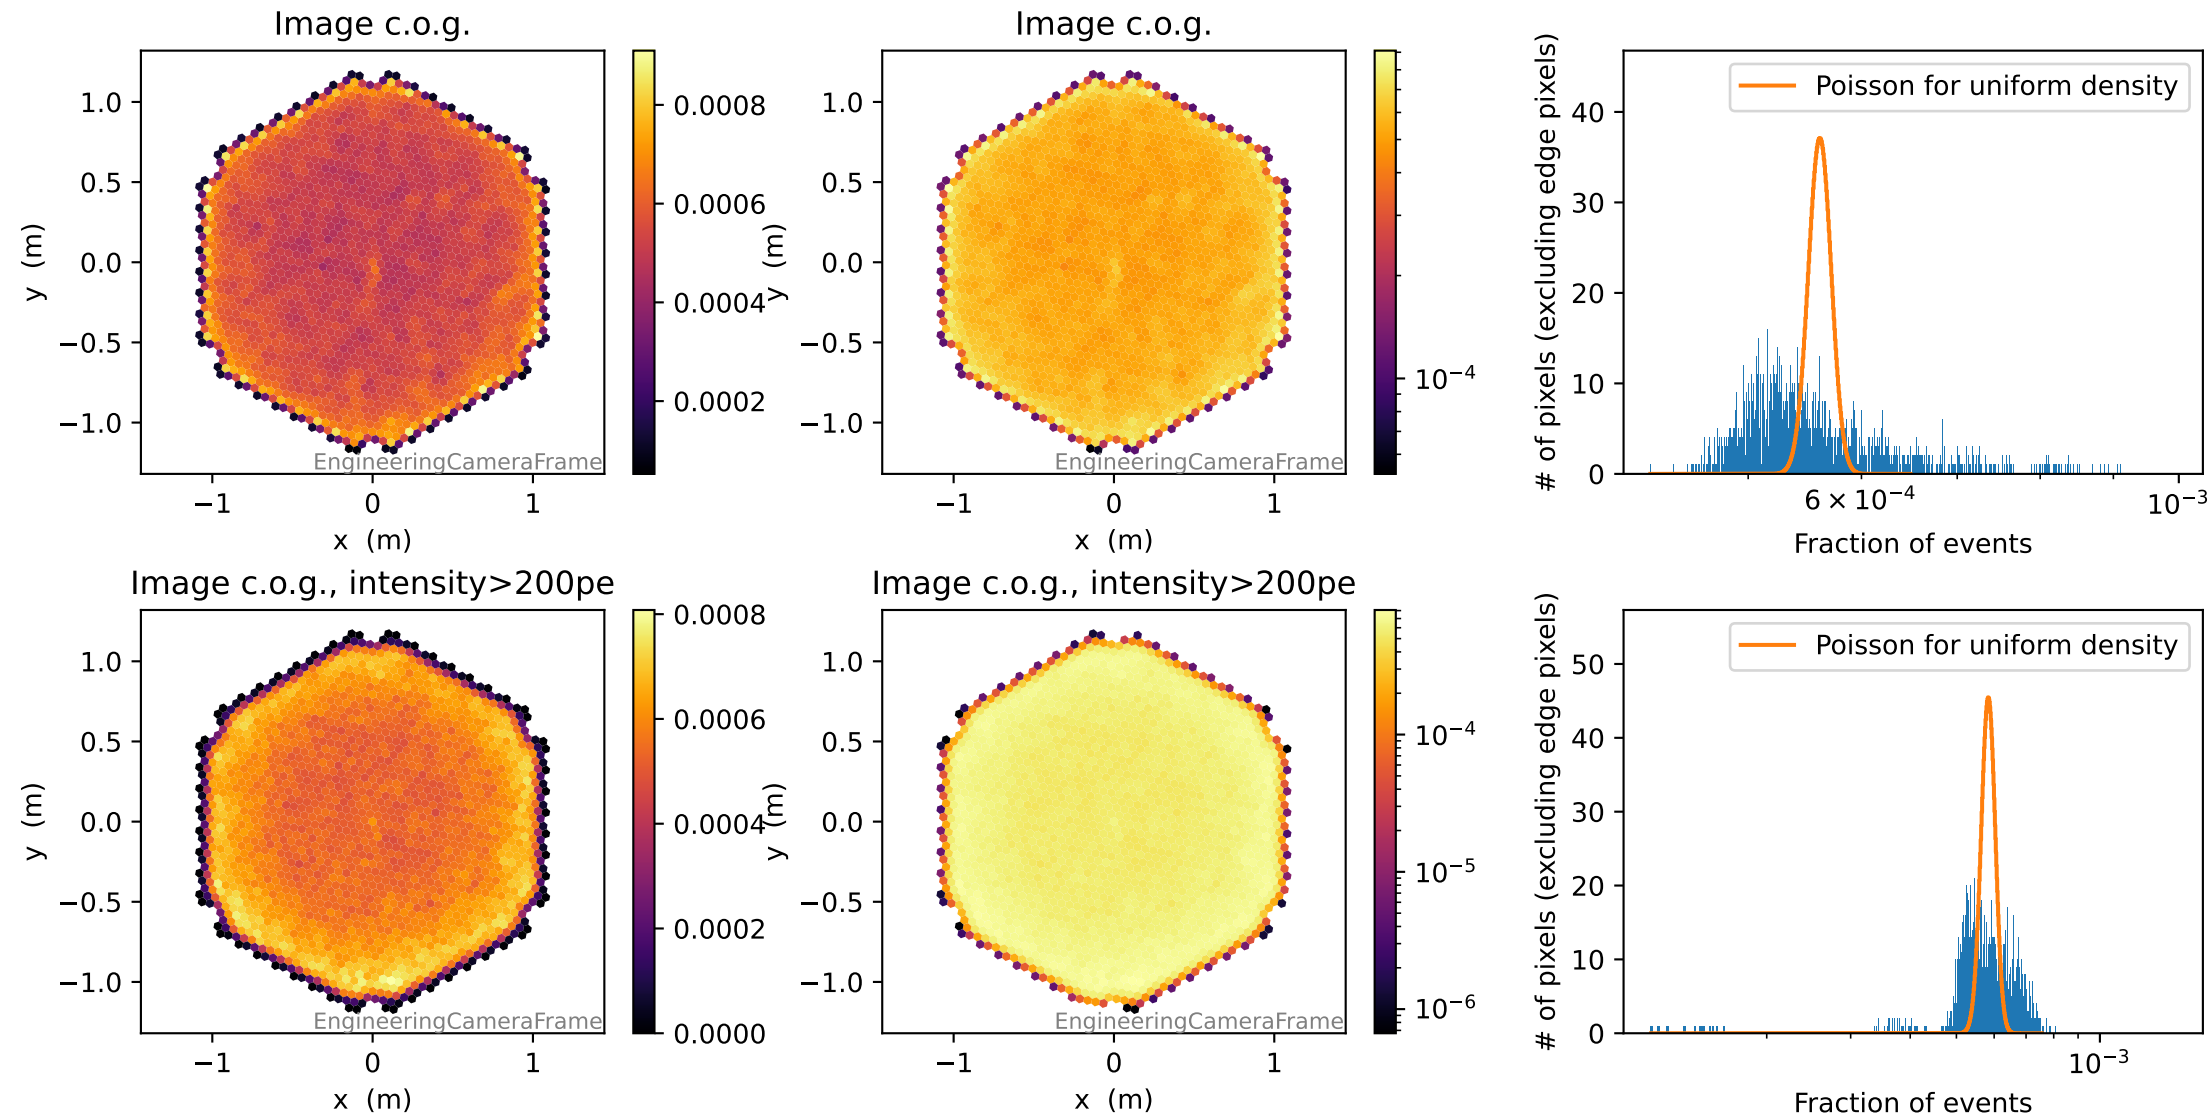 Image c.o.g.
1.0
0.5
0.0
−0.5
−1.0
y (m)
−1
0
1
x (m)
EngineeringCameraFrame
0.0008
0.0006
0.0004
0.0002
Image c.o.g.
1.0
0.5
0.0
−0.5
−1.0
y (m)
−1
0
1
x (m)
EngineeringCameraFrame
10⁻⁴
# of pixels (excluding edge pixels)
40
30
20
10
0
Poisson for uniform density
6 × 10⁻⁴
10⁻³
Fraction of events
Image c.o.g., intensity>200pe
1.0
0.5
0.0
−0.5
−1.0
y (m)
−1
0
1
x (m)
EngineeringCameraFrame
0.0008
0.0006
0.0004
0.0002
0.0000
Image c.o.g., intensity>200pe
1.0
0.5
0.0
−0.5
−1.0
y (m)
−1
0
1
x (m)
EngineeringCameraFrame
10⁻⁴
10⁻⁵
10⁻⁶
# of pixels (excluding edge pixels)
50
40
30
20
10
0
Poisson for uniform density
10⁻³
Fraction of events